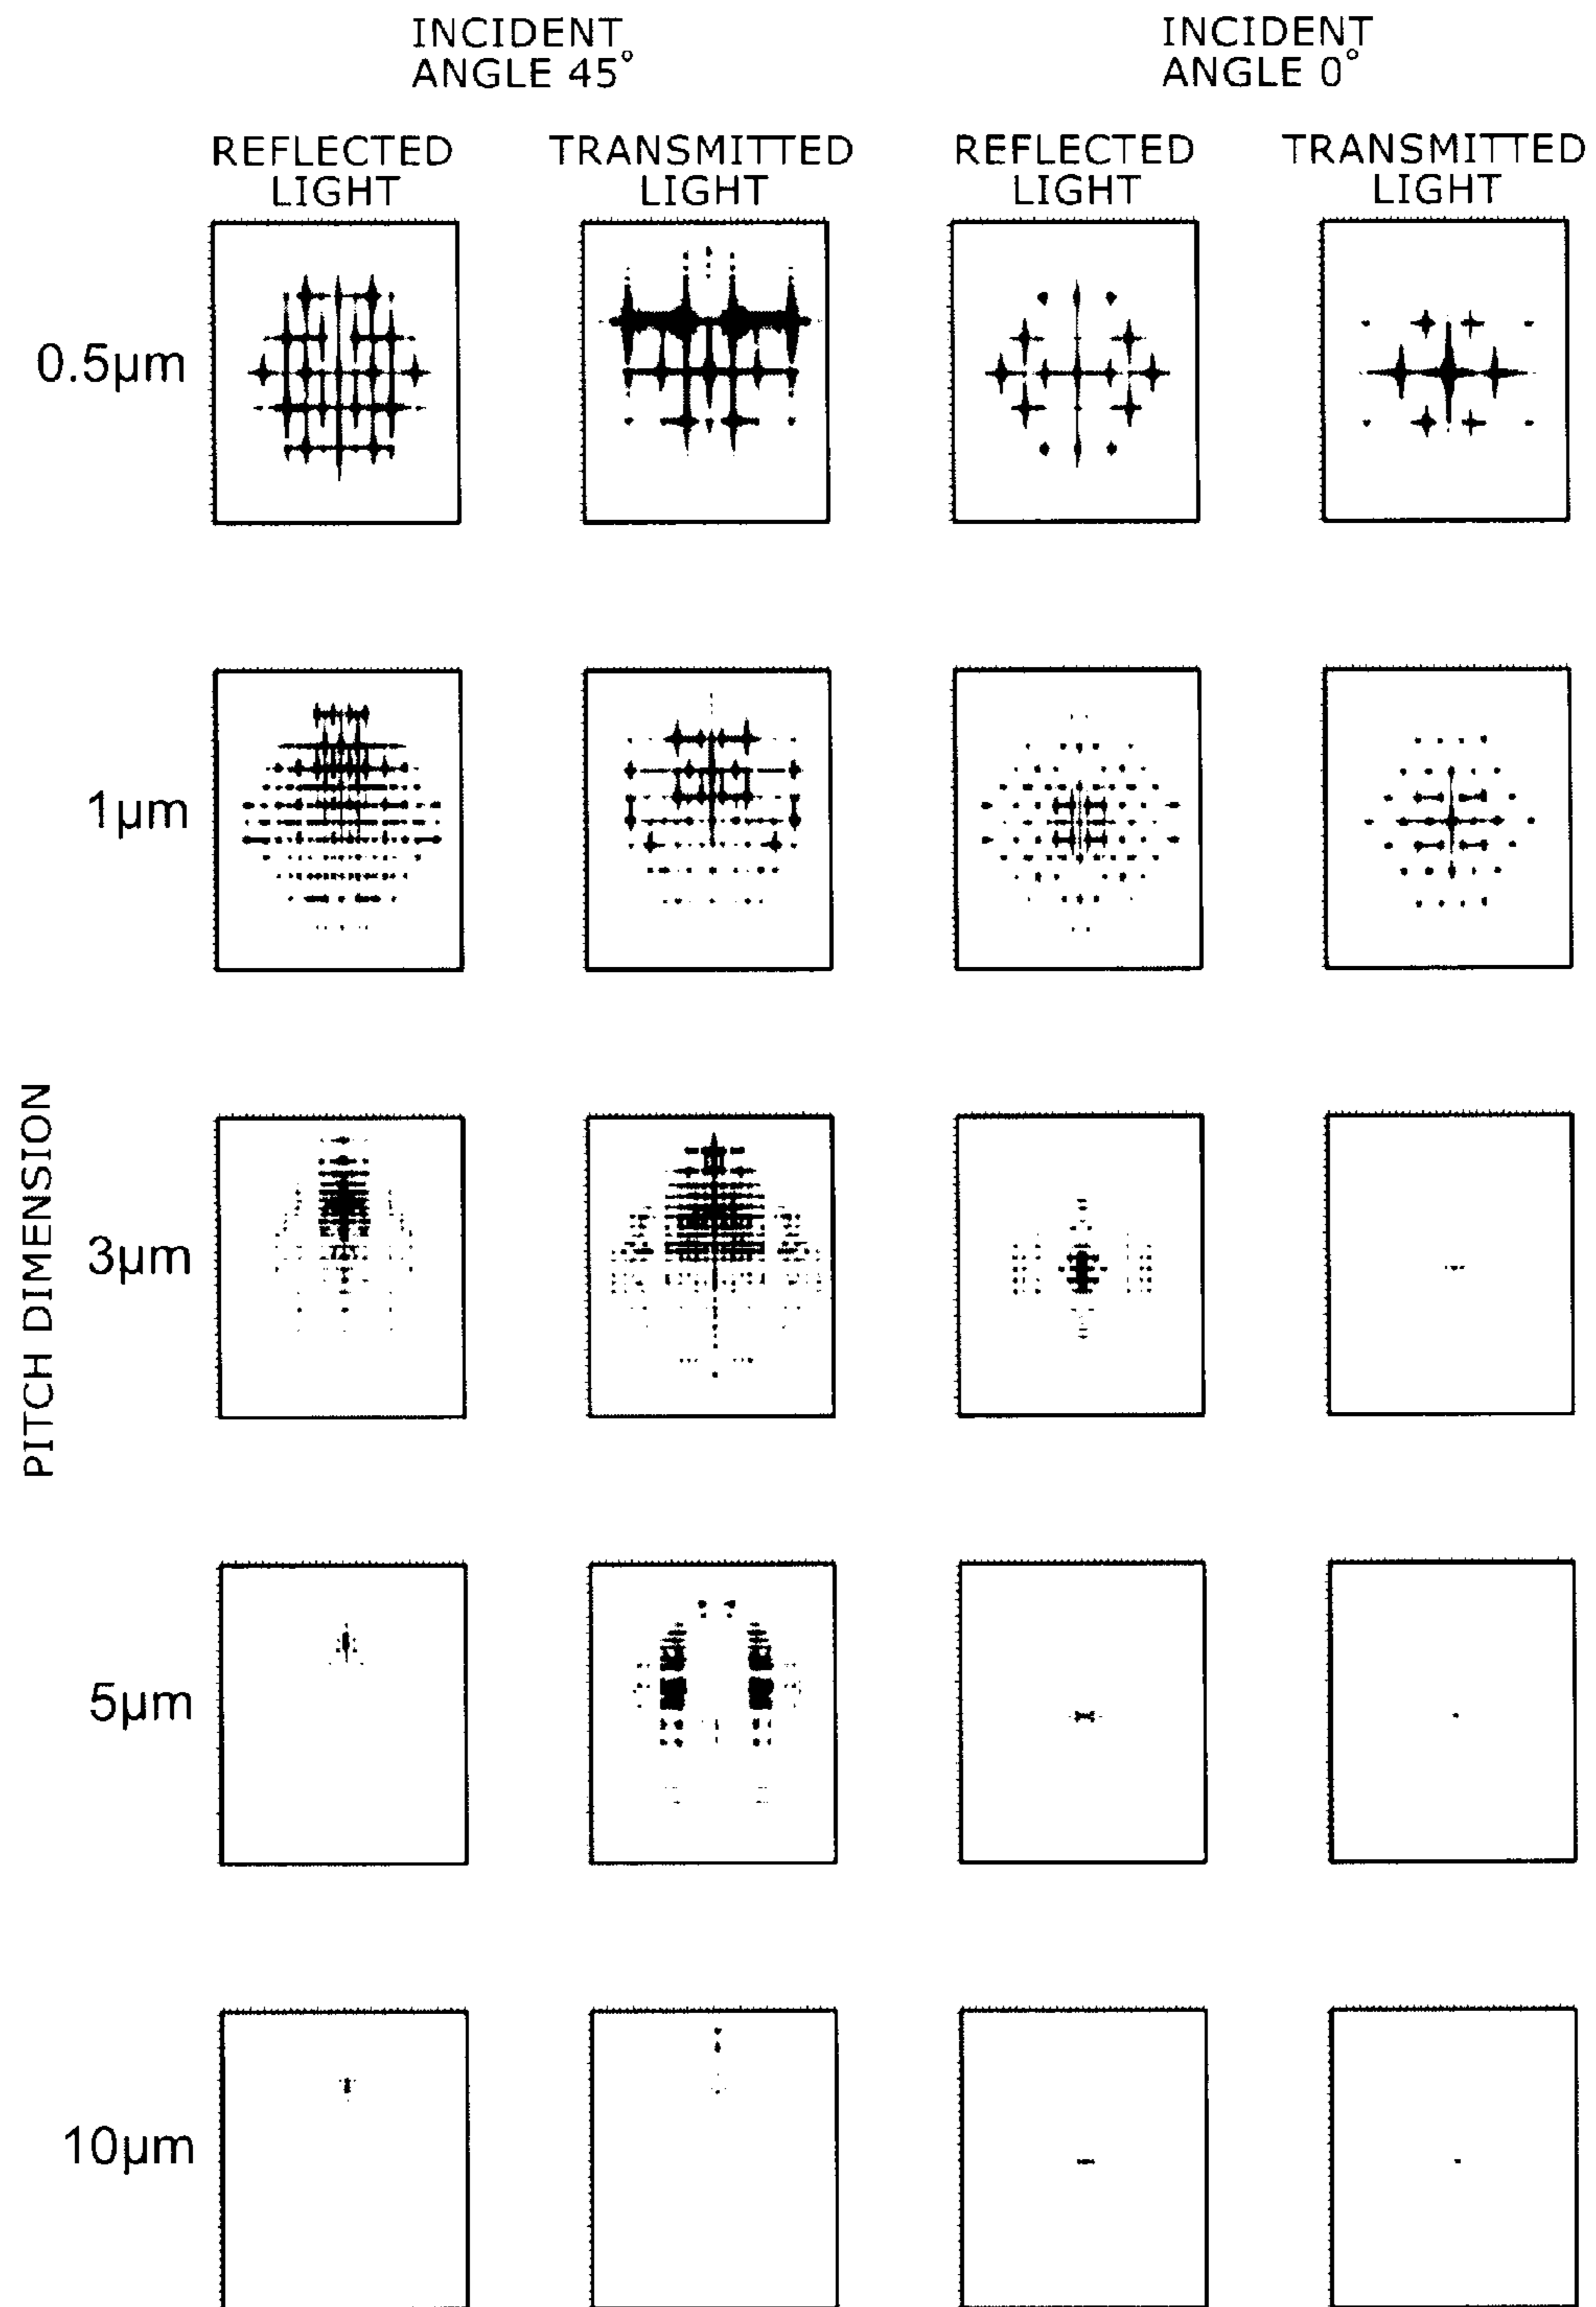 INCIDENT
ANGLE 45°
INCIDENT
ANGLE 0°
REFLECTED
LIGHT
TRANSMITTED
LIGHT
REFLECTED
LIGHT
TRANSMITTED
LIGHT
0.5μm
1μm
PITCH DIMENSION
3μm
5μm
10μm